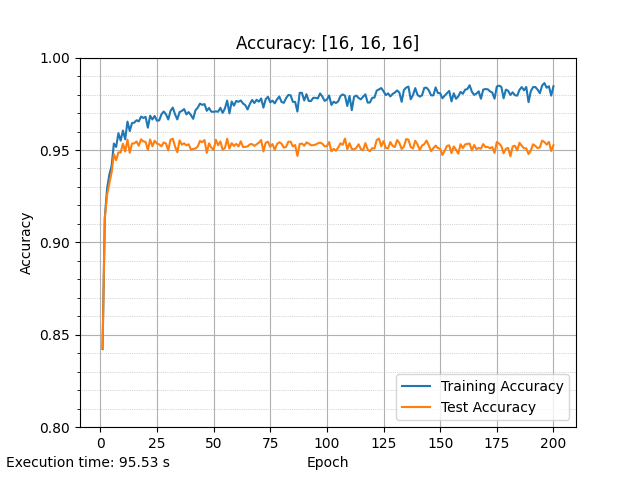 Accuracy: [16, 16, 16]
1.00
0.95
0.90
0.85
0.80
Accuracy
Training Accuracy
Test Accuracy
0 25 50 75 100 125 150 175 200
Execution time: 95.53 s
Epoch